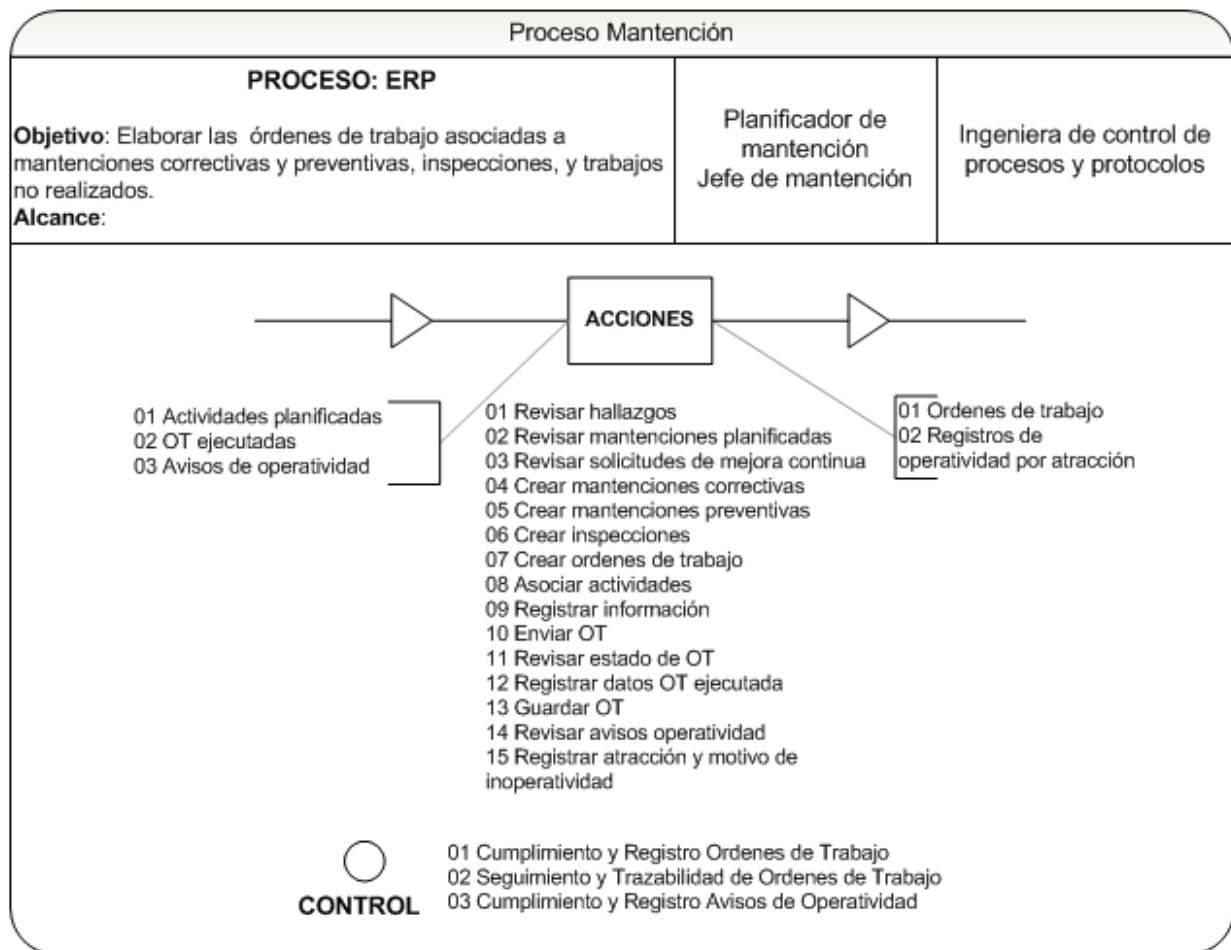 Proceso Mantención
PROCESO: ERP
Objetivo: Elaborar las órdenes de trabajo asociadas a
mantenciones correctivas y preventivas, inspecciones, y trabajos
no realizados.
Alcance:
Planificador de
mantención
Jefe de mantención
Ingeniera de control de
procesos y protocolos
ACCIONES
01 Actividades planificadas
02 OT ejecutadas
03 Avisos de operatividad
01 Revisar hallazgos
02 Revisar mantenciones planificadas
03 Revisar solicitudes de mejora continua
04 Crear mantenciones correctivas
05 Crear mantenciones preventivas
06 Crear inspecciones
07 Crear ordenes de trabajo
08 Asociar actividades
09 Registrar información
10 Enviar OT
11 Revisar estado de OT
12 Registrar datos OT ejecutada
13 Guardar OT
14 Revisar avisos operatividad
15 Registrar atracción y motivo de
inoperatividad
01 Ordenes de trabajo
02 Registros de
operatividad por atracción
CONTROL
01 Cumplimiento y Registro Ordenes de Trabajo
02 Seguimiento y Trazabilidad de Ordenes de Trabajo
03 Cumplimiento y Registro Avisos de Operatividad